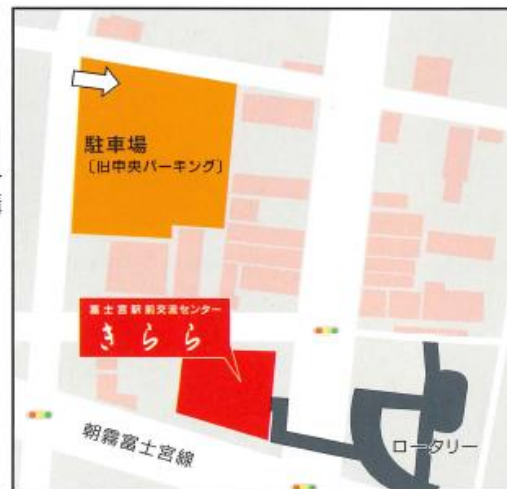 駐車場
〔旧中央パーキング〕
富士宮駅前交流センター
きらら
朝霧富士宮線
ロータリー